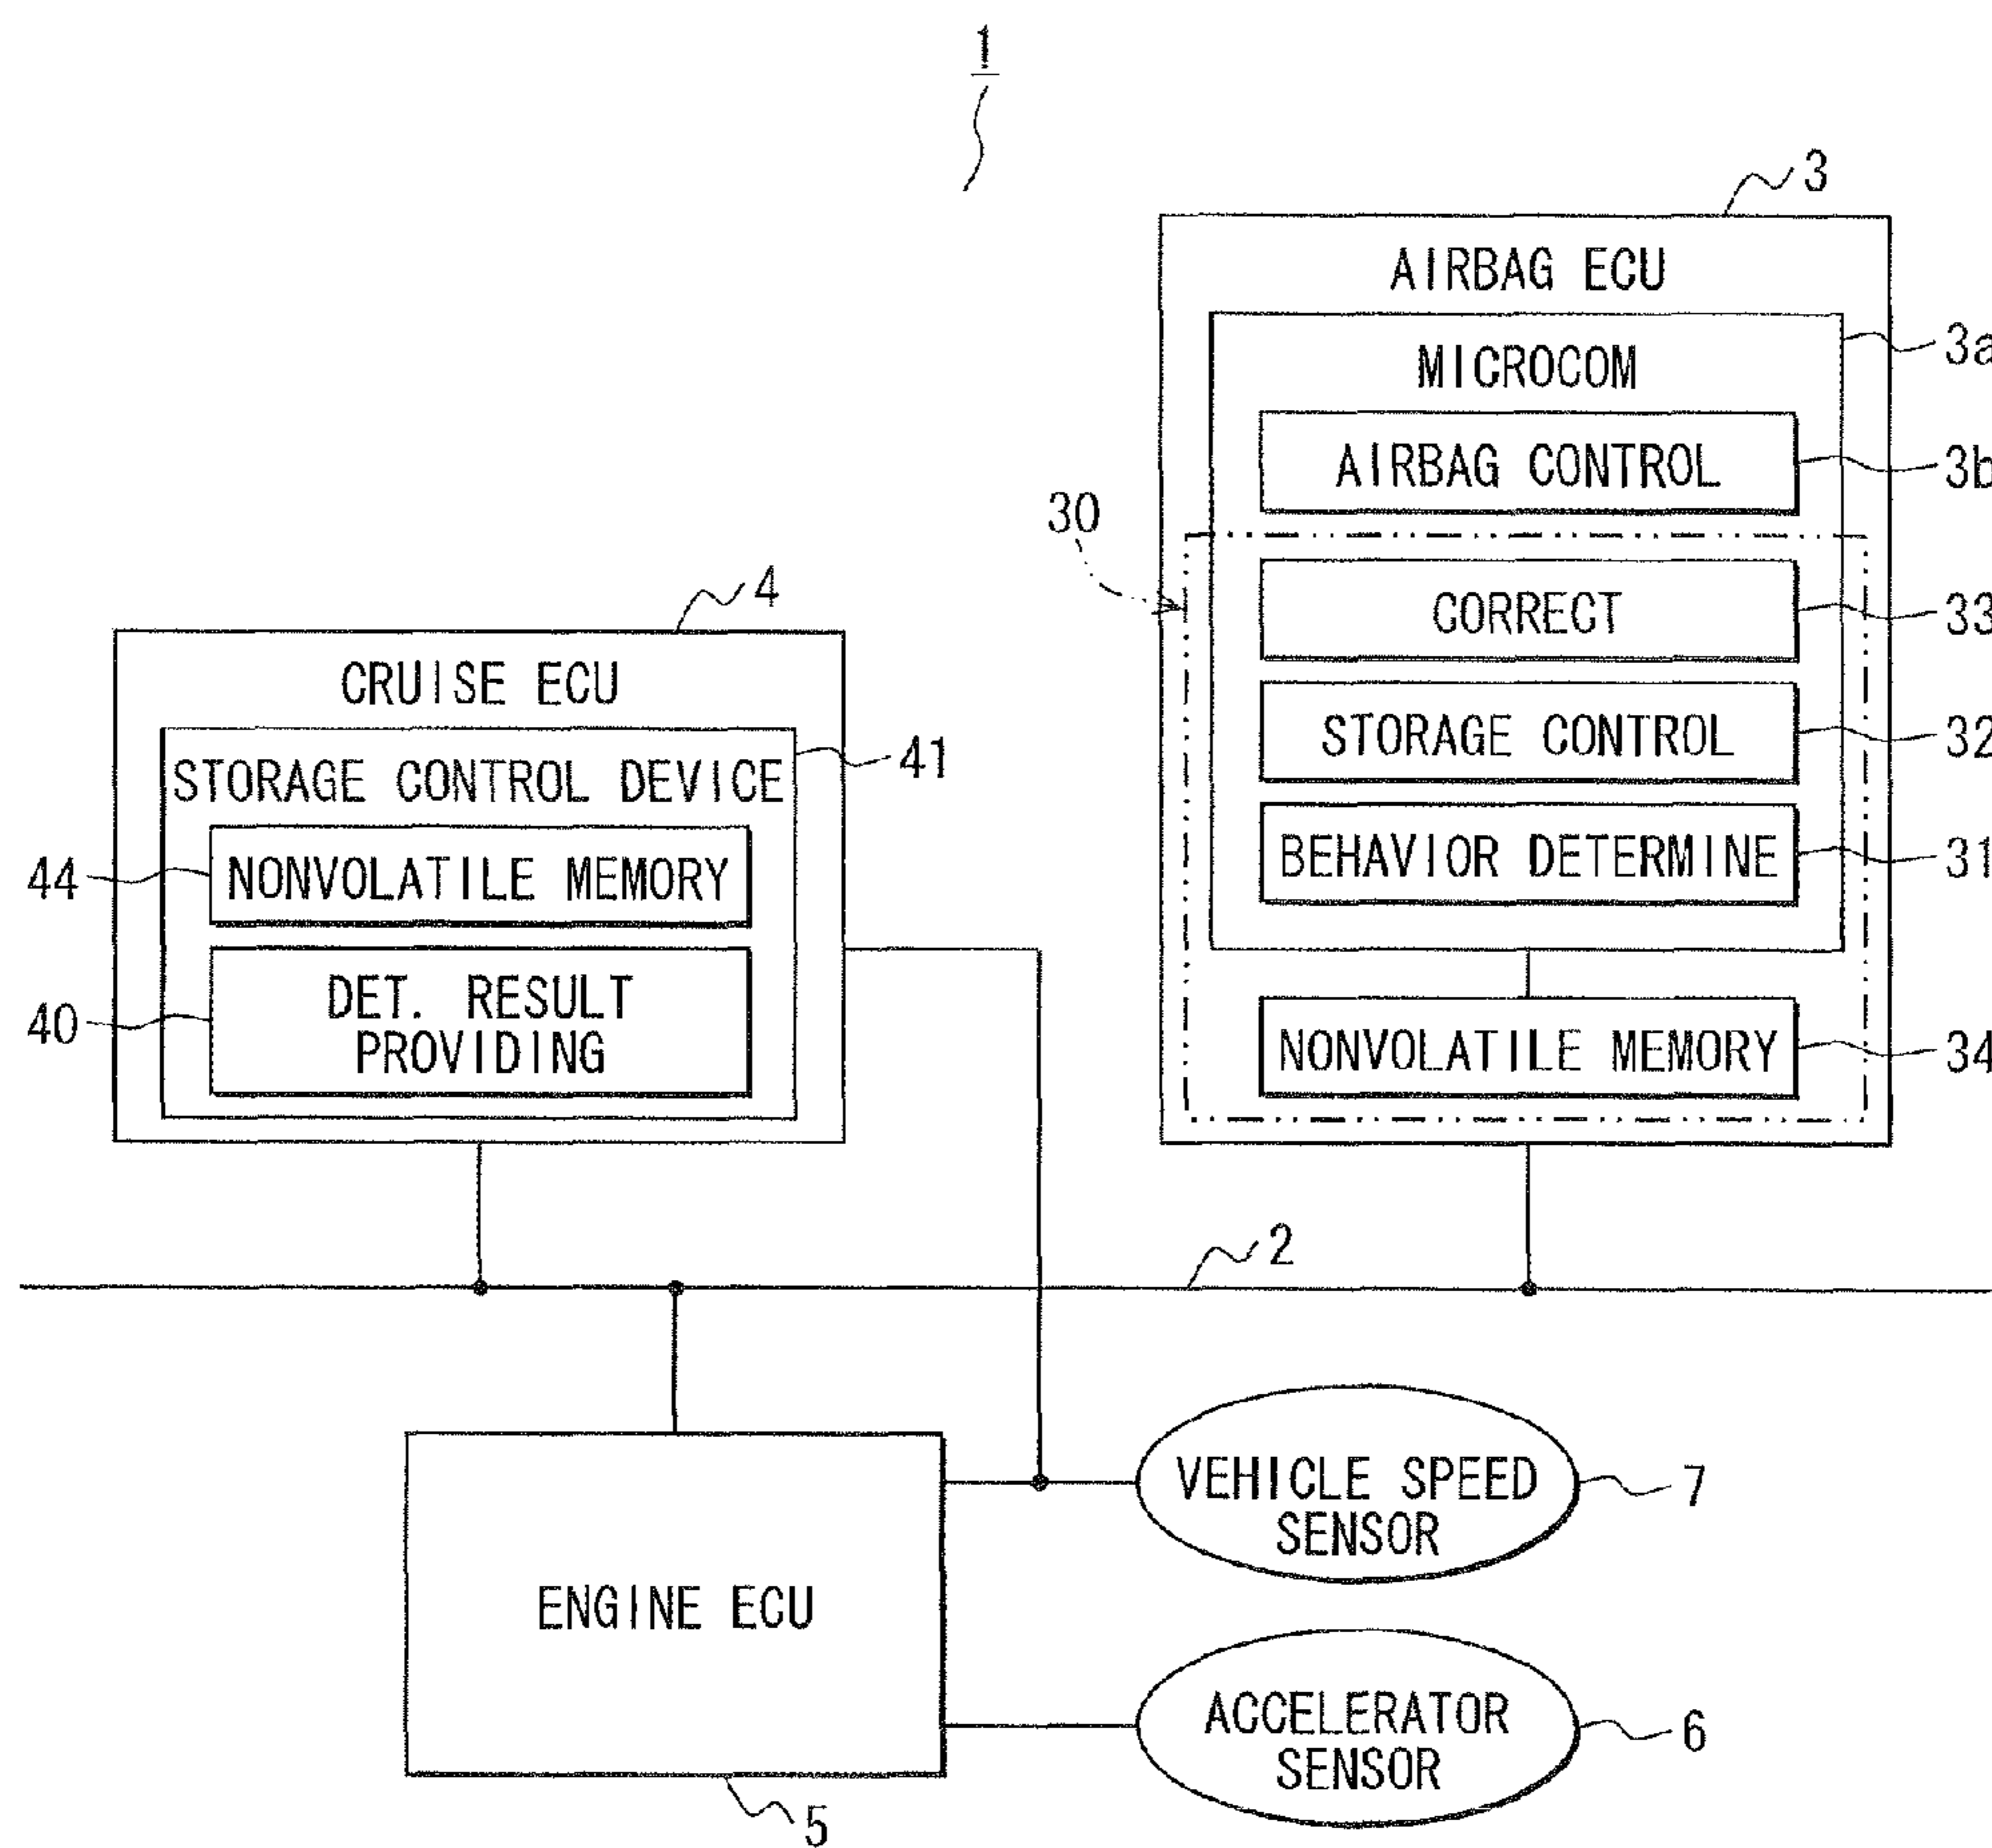 1
3
AIRBAG ECU
3a
MICROCOM
AIRBAG CONTROL
3b
30
CORRECT
33
4
CRUISE ECU
STORAGE CONTROL
32
41
STORAGE CONTROL DEVICE
44
NONVOLATILE MEMORY
BEHAVIOR DETERMINE
31
40
DET. RESULT
PROVIDING
NONVOLATILE MEMORY
34
2
VEHICLE SPEED
SENSOR
7
ENGINE ECU
ACCELERATOR
SENSOR
6
5